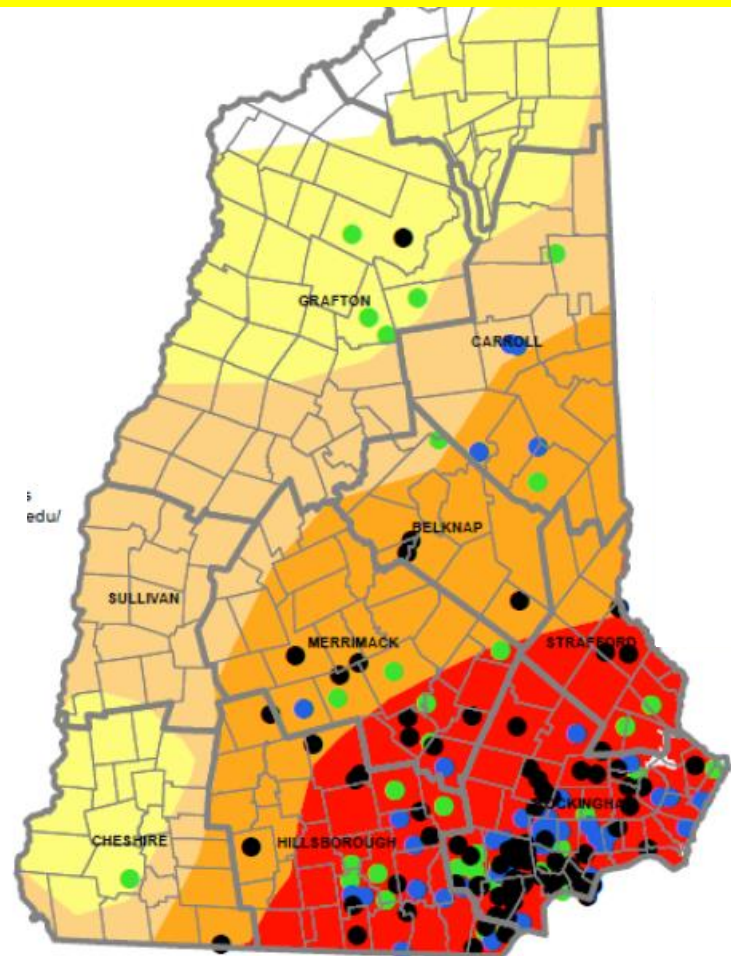 GRAFTON
CARROLL
s
edu/
BELKNAP
SULLIVAN
MERRIMACK
STRAFFORD
CHESHIRE
HILLSBOROUGH